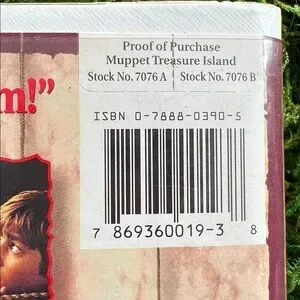 Proof of Purchase
Muppet Treasure Island
Stock No. 7076 A Stock No. 7076 B
m!”
ISBN 0-7888-0390-5
7 869360019-3 8